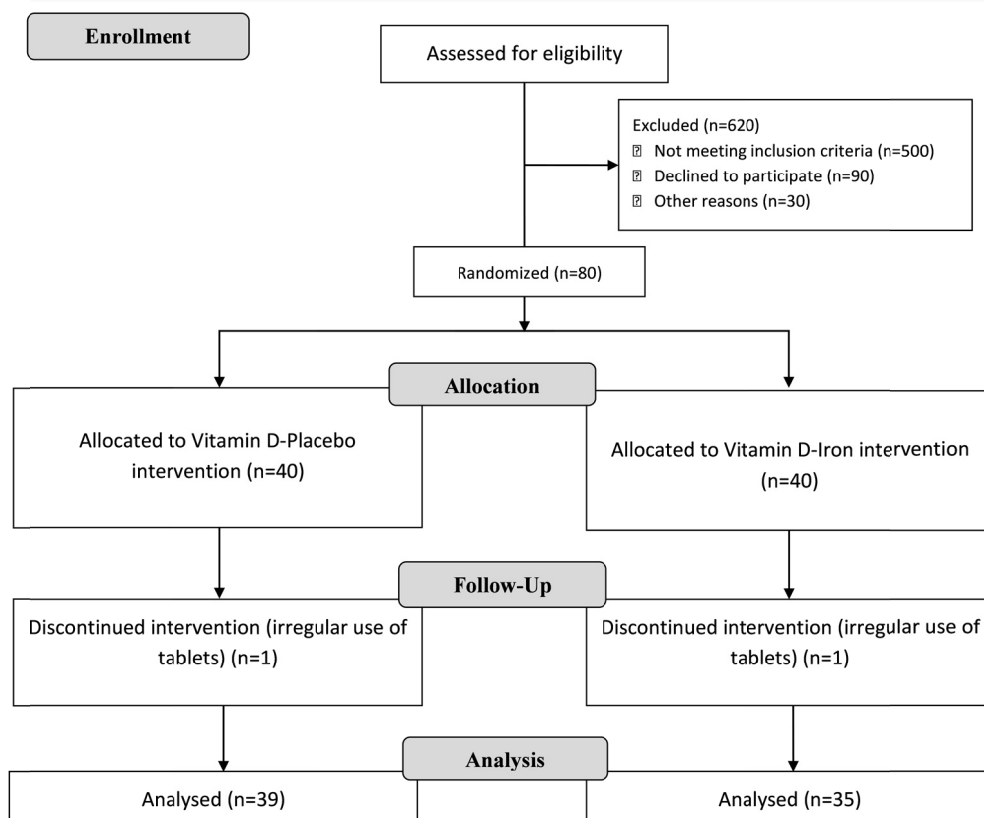 Enrollment
Assessed for eligibility
Excluded (n=620)
⍰ Not meeting inclusion criteria (n=500)
⍰ Declined to participate (n=90)
⍰ Other reasons (n=30)
Randomized (n=80)
Allocation
Allocated to Vitamin D-Placebo
intervention (n=40)
Allocated to Vitamin D-Iron intervention
(n=40)
Follow-Up
Discontinued intervention (irregular use of
tablets) (n=1)
Discontinued intervention (irregular use of
tablets) (n=1)
Analysis
Analysed (n=39)
Analysed (n=35)